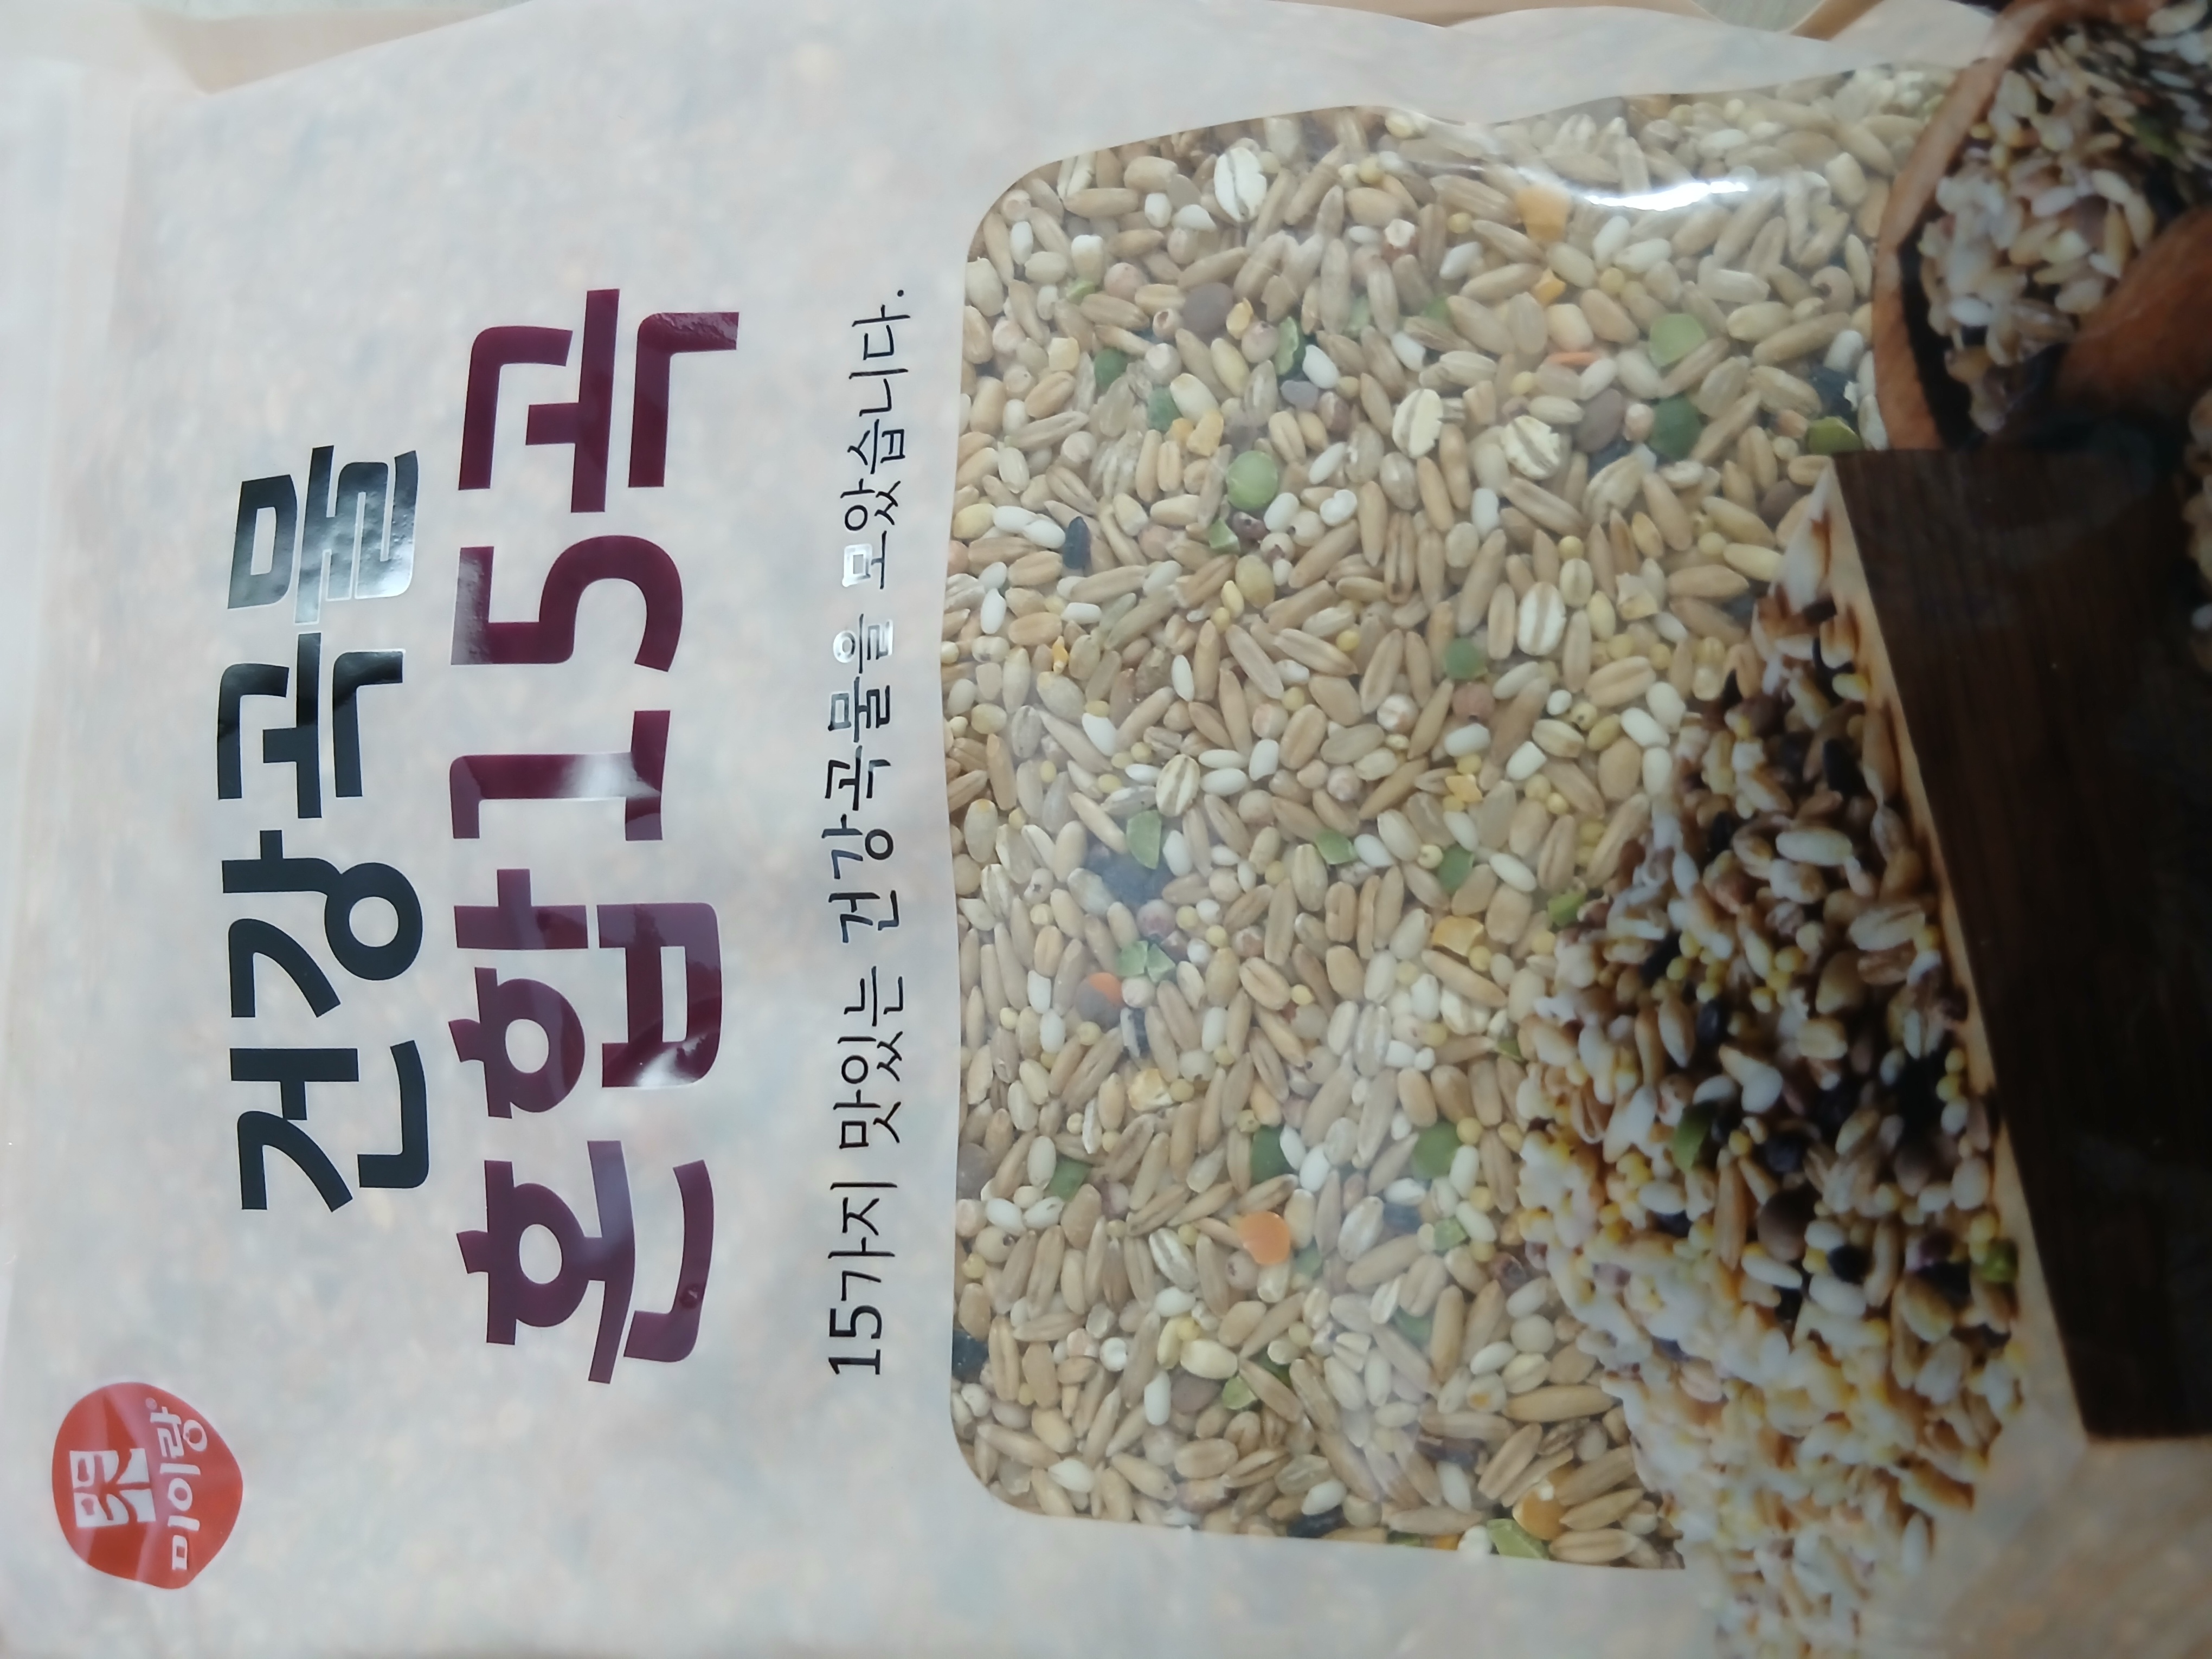 미이랑
건강곡물
혼합15곡
15가지 맛있는 건강곡물을 모았습니다.